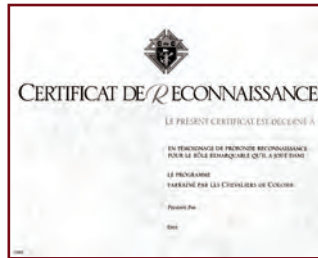 CERTIFICAT DE RECONNAISSANCE
LE PRÉSENT CERTIFICAT EST DÉCERNÉ À
EN TÉMOIGNAGE DE PROFONDE RECONNAISSANCE
POUR LE RÔLE REMARQUABLE QU'IL A JOUÉ DANS
LE PROGRAMME
PARRAINÉ PAR LES CHEVALIERS DE COLOMB.